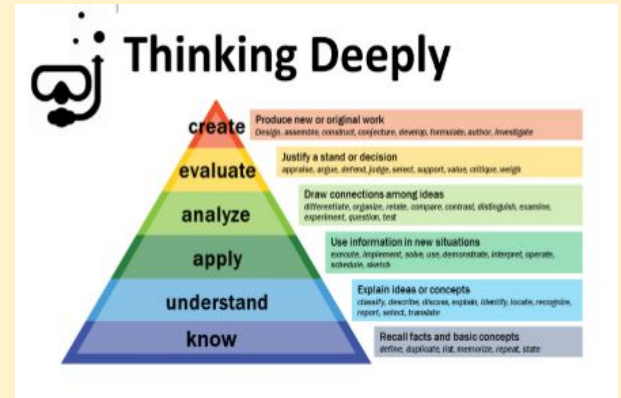 Thinking Deeply
create
Produce new or original work
Design, assemble, construct, conjecture, develop, formulate, author, investigate
evaluate
Justify a stand or decision
appraise, argue, defend, judge, select, support, value, critique, weigh
analyze
Draw connections among ideas
differentiate, organize, relate, compare, contrast, distinguish, examine,
experiment, question, test
apply
Use information in new situations
execute, implement, solve, use, demonstrate, interpret, operate,
schedule, sketch
understand
Explain ideas or concepts
classify, describe, discuss, explain, identify, locate, recognize,
report, select, translate
know
Recall facts and basic concepts
define, duplicate, list, memorize, repeat, state